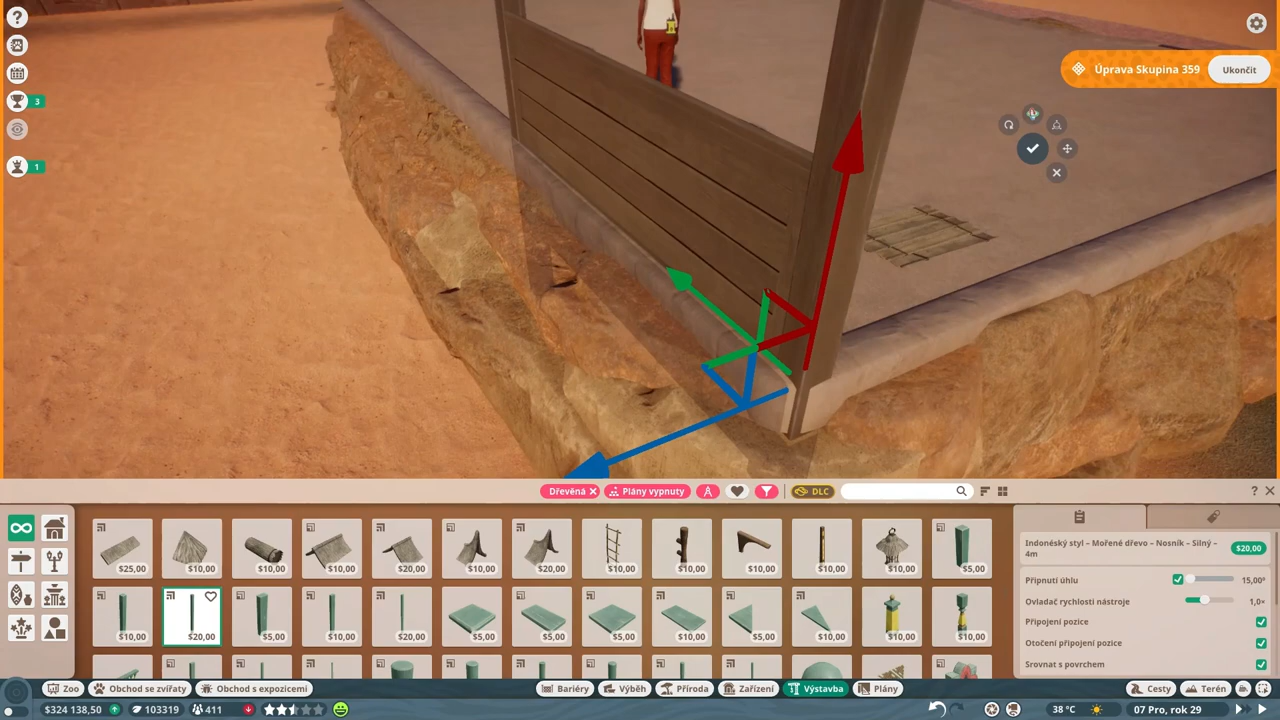 ?
Úprava Skupina 359
Ukončit
3
1
Dřevěná ✕
Plány vypnuty
DLC
? ✕
$25,00
$10,00
$10,00
$10,00
$20,00
$10,00
$20,00
$10,00
$10,00
$10,00
$10,00
$10,00
$5,00
$10,00
$20,00
$5,00
$10,00
$20,00
$5,00
$5,00
$5,00
$10,00
$5,00
$10,00
$10,00
$10,00
Indonéský styl – Mořené dřevo – Nosník – Silný –
4m
$20,00
Připnutí úhlu
15,00°
Ovladač rychlosti nástroje
1,0×
Připojení pozice
Otočení připojení pozice
Srovnat s povrchem
Zoo
Obchod se zvířaty
Obchod s expozicemi
Bariéry
Výběh
Příroda
Zařízení
Výstavba
Plány
Cesty
Terén
$324 138,50
103319
411
38 °C
07 Pro, rok 29